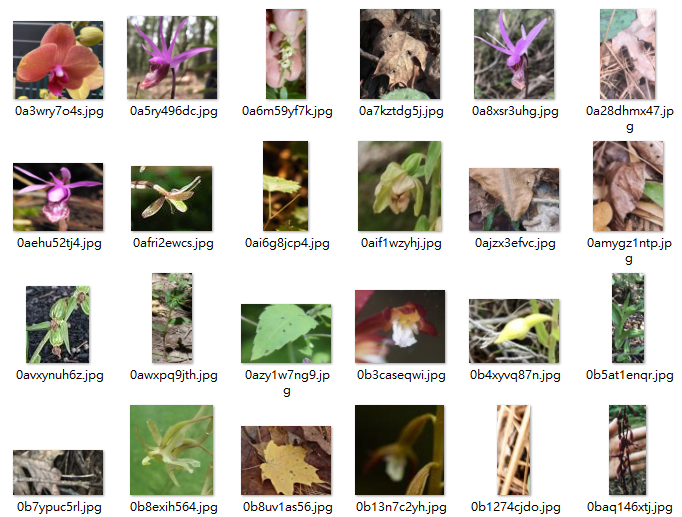 0a3wry7o4s.jpg
0a5ry496dc.jpg
0a6m59yf7k.jpg
0a7kztdg5j.jpg
0a8xsr3uhg.jpg
0a28dhmx47.jp
g
0aehu52tj4.jpg
0afri2ewcs.jpg
0ai6g8jcp4.jpg
0aif1wzyhj.jpg
0ajzx3efvc.jpg
0amygz1ntp.jp
g
0avxynuh6z.jpg
0awxpq9jth.jpg
0azy1w7ng9.jp
g
0b3caseqwi.jpg
0b4xyvq87n.jpg
0b5at1enqr.jpg
0b7ypuc5rl.jpg
0b8exih564.jpg
0b8uv1as56.jpg
0b13n7c2yh.jpg
0b1274cjdo.jpg
0baq146xtj.jpg